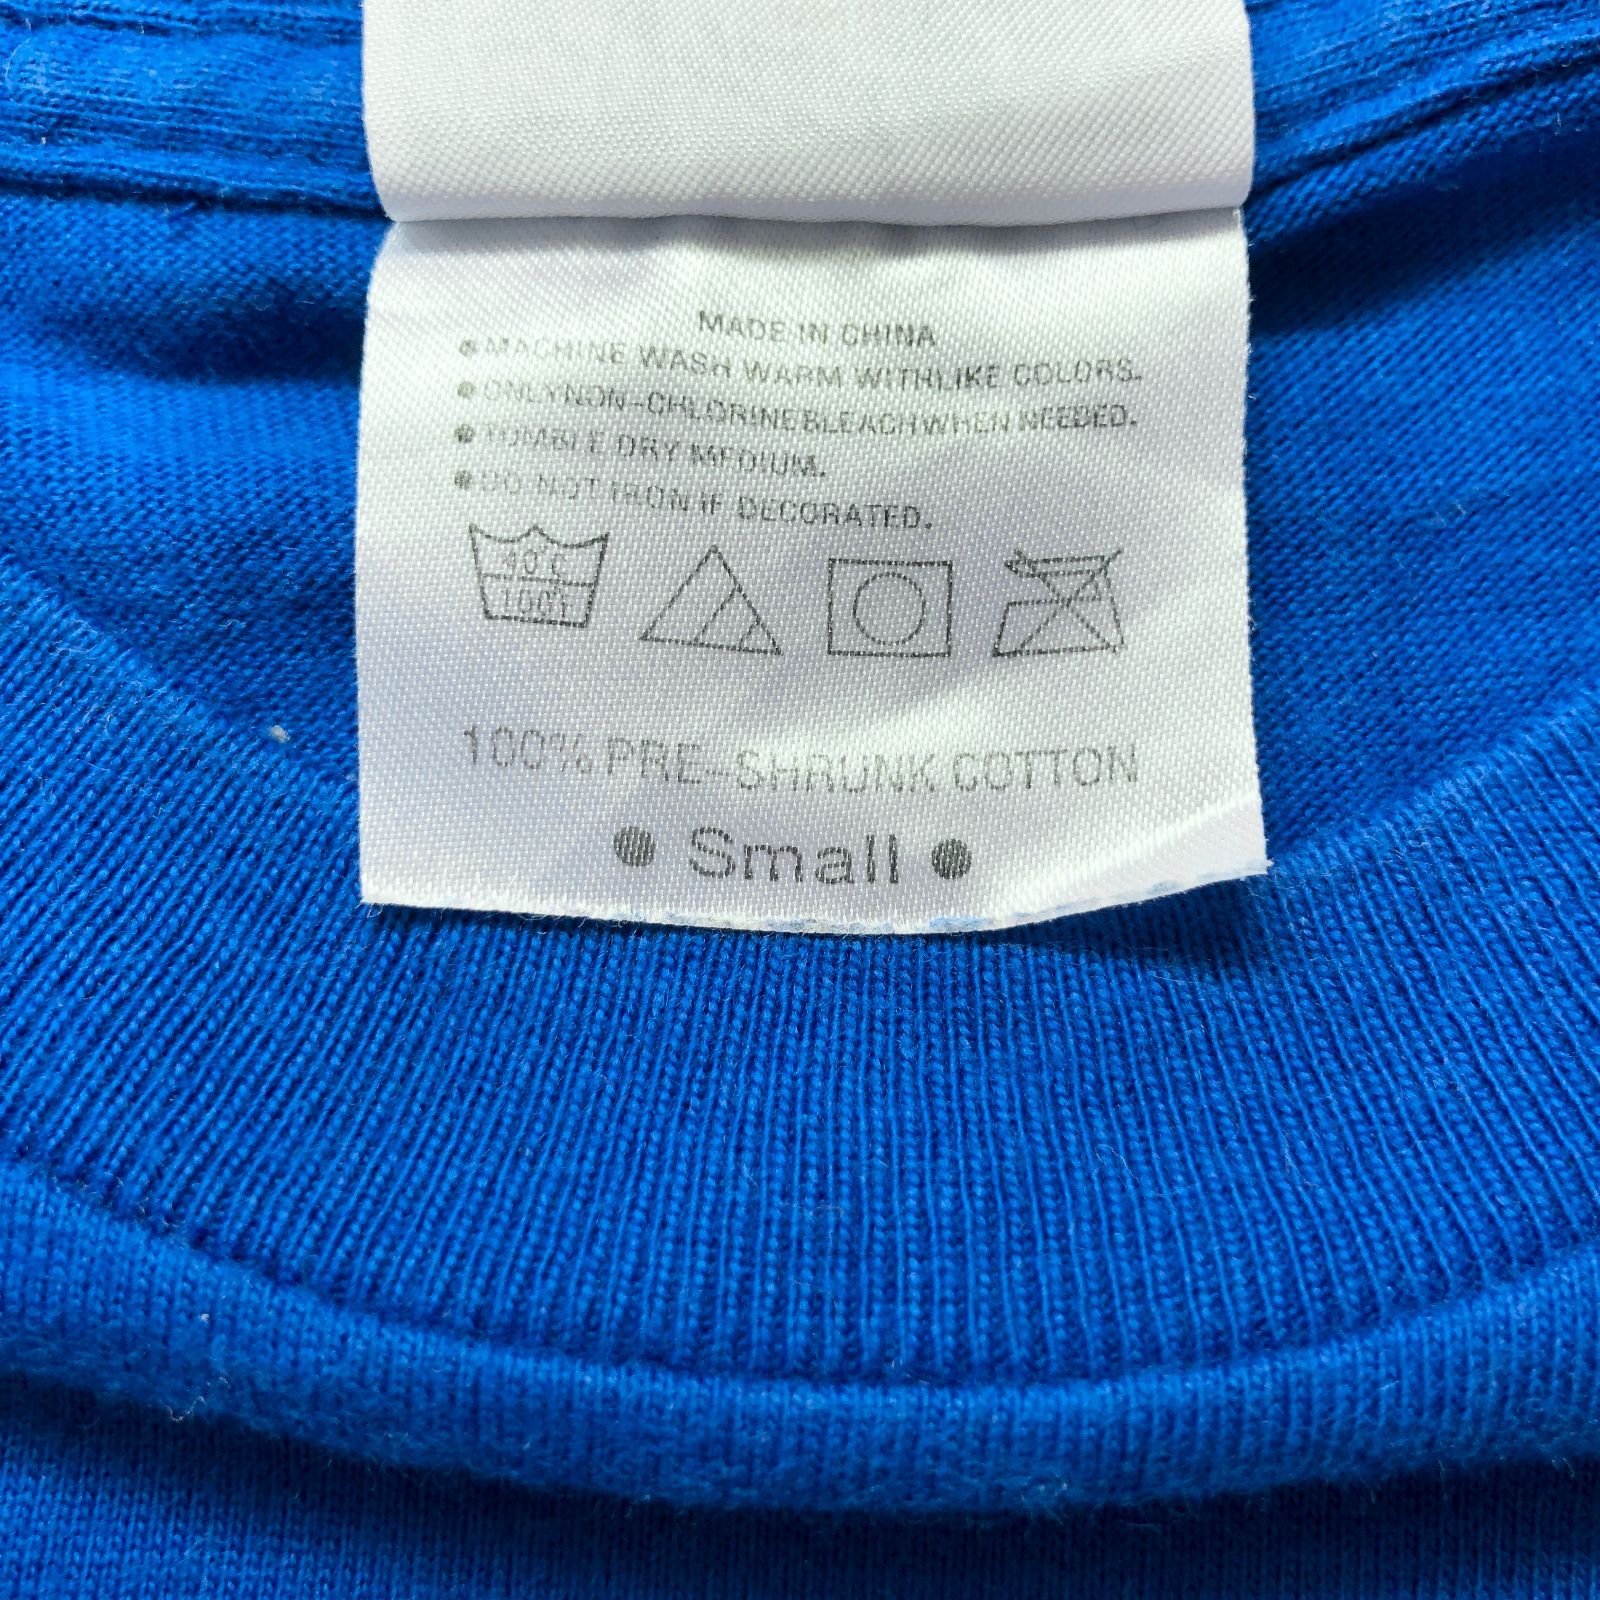 MADE IN CHINA
●MACHINE WASH WARM WITHLIKE COLORS.
●ONLYNON-CHLORINEBLEACHWHEN NEEDED.
●TUMBLE DRY MEDIUM.
●DO NOT IRON IF DECORATED.
40°C
100°F
100% PRE-SHRUNK COTTON
● Small ●